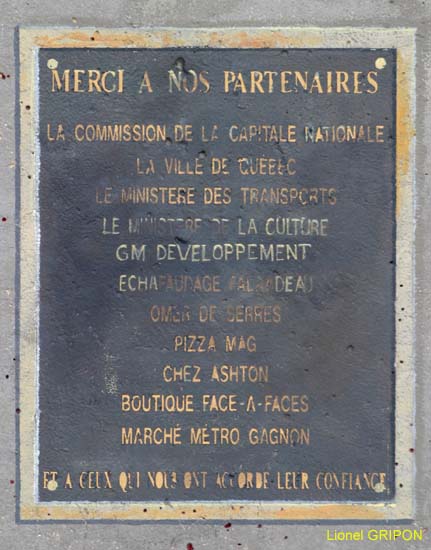 MERCI A NOS PARTENAIRES
LA COMMISSION DE LA CAPITALE NATIONALE
LA VILLE DE QUEBEC
LE MINISTERE DES TRANSPORTS
LE MINISTERE DE LA CULTURE
GM DEVELOPPEMENT
ECHAFAUDAGE FALARDEAU
OMER DE SERRES
PIZZA MAG
CHEZ ASHTON
BOUTIQUE FACE-A-FACES
MARCHÉ MÉTRO GAGNON
ET A CEUX QUI NOUS ONT ACCORDE LEUR CONFIANCE
Lionel GRIPON